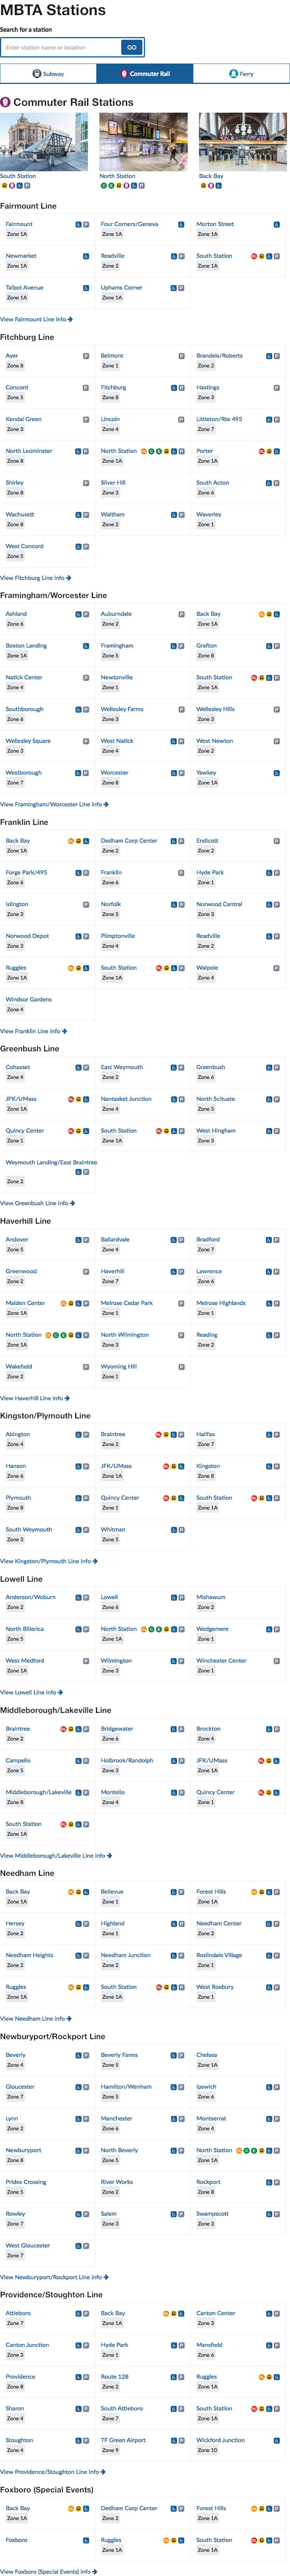 MBTA Stations
Search for a station
Enter station name or location GO
Subway Commuter Rail Ferry
Commuter Rail Stations
South Station North Station Back Bay
Fairmount Line
Fairmount Four Corners/Geneva Morton Street
Zone 1A Zone 1A Zone 1A
Newmarket Readville South Station
Zone 1A Zone 2 Zone 1A
Talbot Avenue Uphams Corner
Zone 1A Zone 1A
View Fairmount Line info
Fitchburg Line
Ayer Belmont Brandeis/Roberts
Zone 8 Zone 1 Zone 2
Concord Fitchburg Hastings
Zone 5 Zone 8 Zone 3
Kendal Green Lincoln Littleton/Rte 495
Zone 3 Zone 4 Zone 7
North Leominster North Station Porter
Zone 8 Zone 1A Zone 1A
Shirley Silver Hill South Acton
Zone 8 Zone 3 Zone 6
Wachusett Waltham Waverley
Zone 8 Zone 2 Zone 1
West Concord
Zone 5
View Fitchburg Line info
Framingham/Worcester Line
Ashland Auburndale Back Bay
Zone 6 Zone 2 Zone 1A
Boston Landing Framingham Grafton
Zone 1A Zone 5 Zone 8
Natick Center Newtonville South Station
Zone 4 Zone 1 Zone 1A
Southborough Wellesley Farms Wellesley Hills
Zone 6 Zone 3 Zone 3
Wellesley Square West Natick West Newton
Zone 3 Zone 4 Zone 2
Westborough Worcester Yawkey
Zone 7 Zone 8 Zone 1A
View Framingham/Worcester Line info
Franklin Line
Back Bay Dedham Corp Center Endicott
Zone 1A Zone 2 Zone 2
Forge Park/495 Franklin Hyde Park
Zone 6 Zone 6 Zone 1
Islington Norfolk Norwood Central
Zone 3 Zone 5 Zone 3
Norwood Depot Plimptonville Readville
Zone 3 Zone 4 Zone 2
Ruggles South Station Walpole
Zone 1A Zone 1A Zone 4
Windsor Gardens
Zone 4
View Franklin Line info
Greenbush Line
Cohasset East Weymouth Greenbush
Zone 4 Zone 2 Zone 6
JFK/UMass Nantasket Junction North Scituate
Zone 1A Zone 4 Zone 5
Quincy Center South Station West Hingham
Zone 1 Zone 1A Zone 3
Weymouth Landing/East Braintree
Zone 2
View Greenbush Line info
Haverhill Line
Andover Ballardvale Bradford
Zone 5 Zone 4 Zone 7
Greenwood Haverhill Lawrence
Zone 2 Zone 7 Zone 6
Malden Center Melrose Cedar Park Melrose Highlands
Zone 1A Zone 1 Zone 1
North Station North Wilmington Reading
Zone 1A Zone 3 Zone 2
Wakefield Wyoming Hill
Zone 2 Zone 1
View Haverhill Line info
Kingston/Plymouth Line
Abington Braintree Halifax
Zone 4 Zone 2 Zone 7
Hanson JFK/UMass Kingston
Zone 6 Zone 1A Zone 8
Plymouth Quincy Center South Station
Zone 8 Zone 1 Zone 1A
South Weymouth Whitman
Zone 3 Zone 5
View Kingston/Plymouth Line info
Lowell Line
Anderson/Woburn Lowell Mishawum
Zone 2 Zone 6 Zone 2
North Billerica North Station Wedgemere
Zone 5 Zone 1A Zone 1
West Medford Wilmington Winchester Center
Zone 1A Zone 3 Zone 1
View Lowell Line info
Middleborough/Lakeville Line
Braintree Bridgewater Brockton
Zone 2 Zone 6 Zone 4
Campello Holbrook/Randolph JFK/UMass
Zone 5 Zone 3 Zone 1A
Middleborough/Lakeville Montello Quincy Center
Zone 8 Zone 4 Zone 1
South Station
Zone 1A
View Middleborough/Lakeville Line info
Needham Line
Back Bay Bellevue Forest Hills
Zone 1A Zone 1 Zone 1A
Hersey Highland Needham Center
Zone 2 Zone 1 Zone 2
Needham Heights Needham Junction Roslindale Village
Zone 2 Zone 2 Zone 1
Ruggles South Station West Roxbury
Zone 1A Zone 1A Zone 1
View Needham Line info
Newburyport/Rockport Line
Beverly Beverly Farms Chelsea
Zone 4 Zone 5 Zone 1A
Gloucester Hamilton/Wenham Ipswich
Zone 7 Zone 5 Zone 6
Lynn Manchester Montserrat
Zone 2 Zone 6 Zone 4
Newburyport North Beverly North Station
Zone 8 Zone 5 Zone 1A
Prides Crossing River Works Rockport
Zone 5 Zone 2 Zone 8
Rowley Salem Swampscott
Zone 7 Zone 3 Zone 3
West Gloucester
Zone 7
View Newburyport/Rockport Line info
Providence/Stoughton Line
Attleboro Back Bay Canton Center
Zone 7 Zone 1A Zone 3
Canton Junction Hyde Park Mansfield
Zone 3 Zone 1 Zone 6
Providence Route 128 Ruggles
Zone 8 Zone 2 Zone 1A
Sharon South Attleboro South Station
Zone 4 Zone 7 Zone 1A
Stoughton TF Green Airport Wickford Junction
Zone 4 Zone 9 Zone 10
View Providence/Stoughton Line info
Foxboro (Special Events)
Back Bay Dedham Corp Center Forest Hills
Zone 1A Zone 2 Zone 1A
Foxboro Ruggles South Station
Zone 1A Zone 1A
View Foxboro (Special Events) info